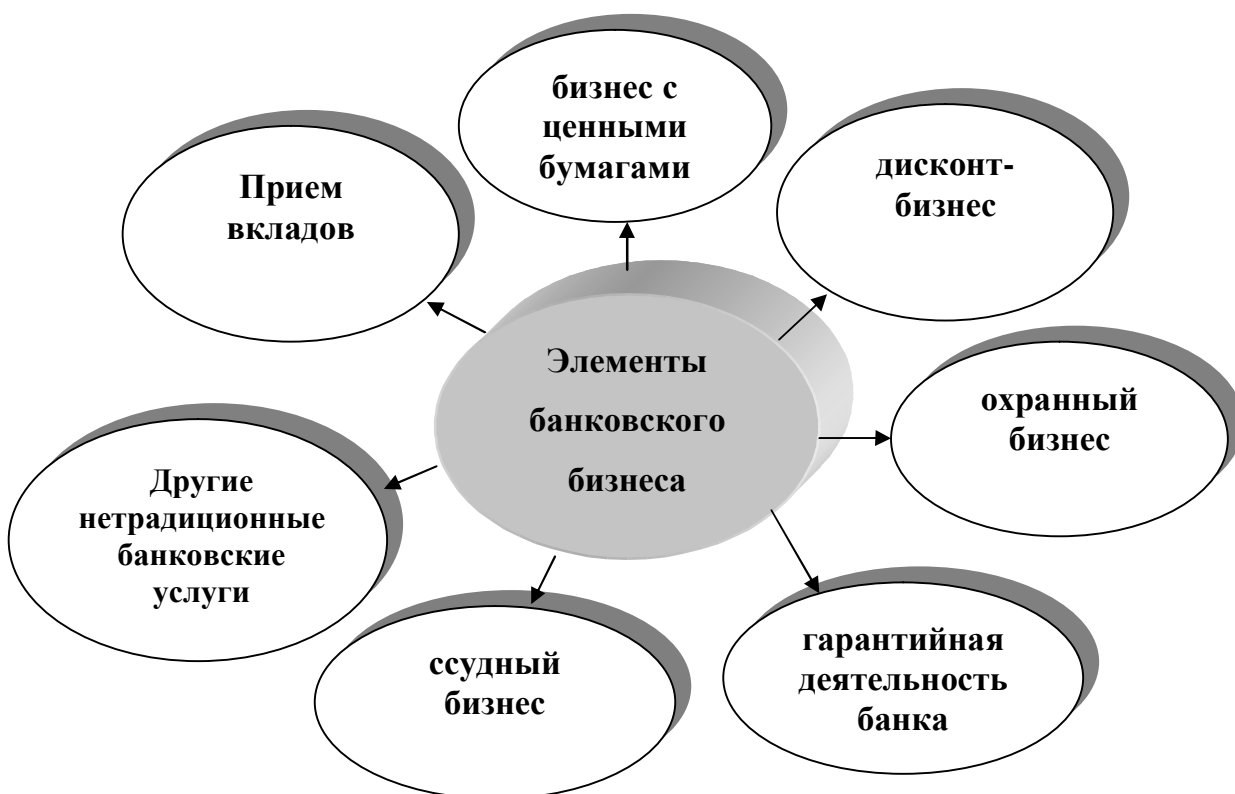 бизнес с
ценными
бумагами
дисконт-
бизнес
Прием
вкладов
Элементы
банковского
бизнеса
охранный
бизнес
Другие
нетрадиционные
банковские
услуги
ссудный
бизнес
гарантийная
деятельность
банка